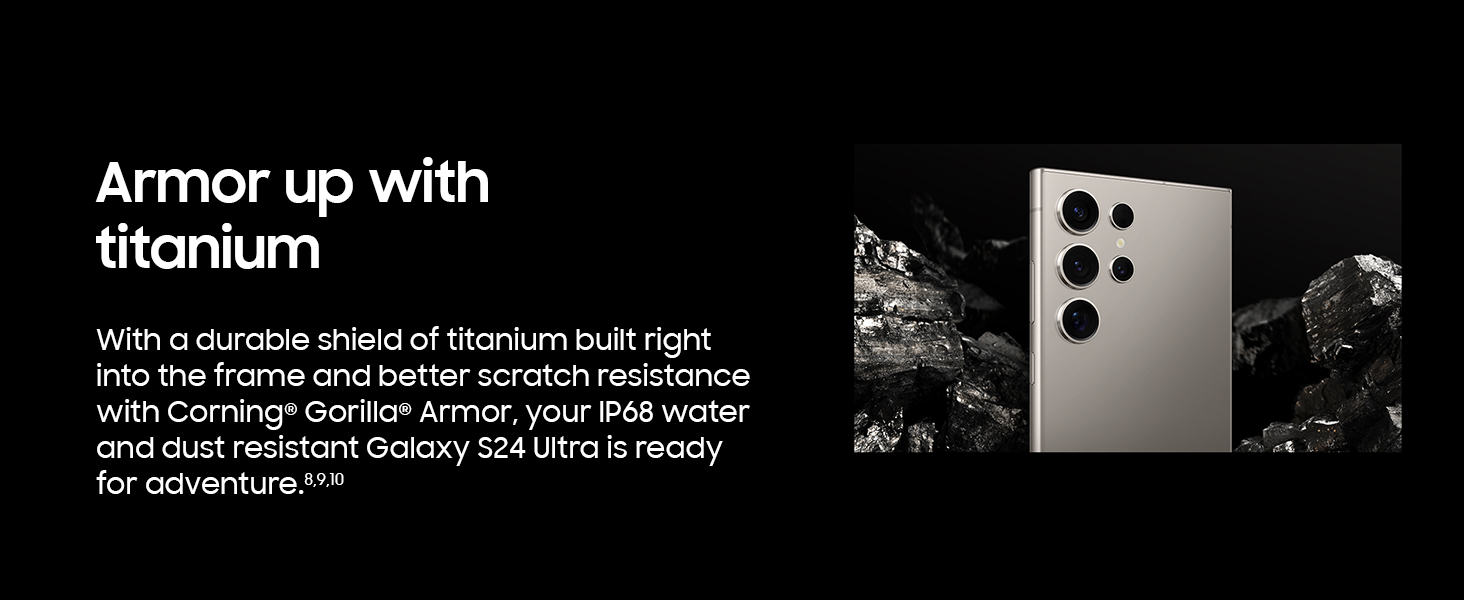 Armor up with
titanium
With a durable shield of titanium built right
into the frame and better scratch resistance
with Corning® Gorilla® Armor, your IP68 water
and dust resistant Galaxy S24 Ultra is ready
for adventure.8,9,10